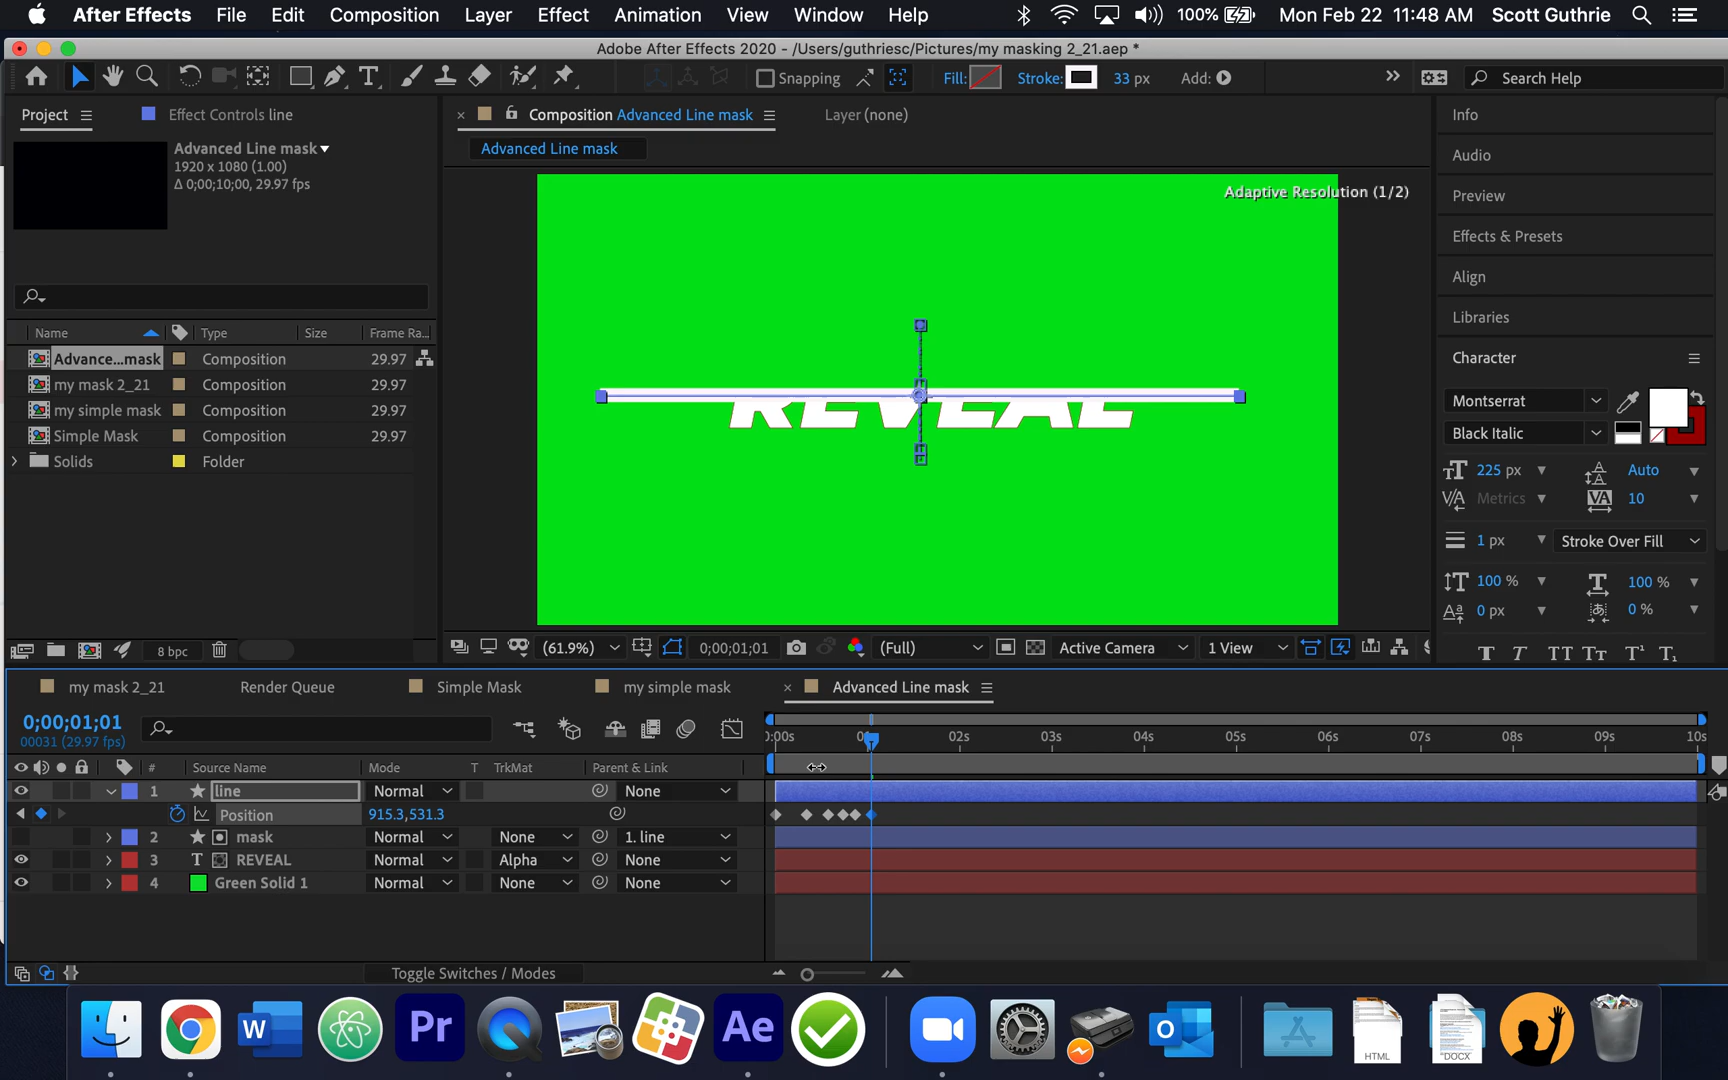 After Effects File Edit Composition Layer Effect Animation View Window Help 100% Mon Feb 22 11:48 AM Scott Guthrie
Adobe After Effects 2020 - /Users/guthriesc/Pictures/my masking 2_21.aep *
Snapping Fill: Stroke: 33 px Add: Search Help
Project Effect Controls line
Advanced Line mask
1920 x 1080 (1.00)
Δ 0;00;10;00, 29.97 fps
Name Type Size Frame Ra...
Advance...mask Composition 29.97
my mask 2_21 Composition 29.97
my simple mask Composition 29.97
Simple Mask Composition 29.97
Solids Folder
8 bpc
Composition Advanced Line mask Layer (none)
Advanced Line mask
Adaptive Resolution (1/2)
REVEAL
(61.9%) 0;00;01;01 (Full) Active Camera 1 View
Info
Audio
Preview
Effects & Presets
Align
Libraries
Character
Montserrat
Black Italic
225 px Auto
Metrics 10
1 px Stroke Over Fill
100 % 100 %
0 px 0 %
T T TT Tt T¹ T₁
my mask 2_21 Render Queue Simple Mask my simple mask Advanced Line mask
0;00;01;01
00031 (29.97 fps)
):00s 02s 03s 04s 05s 06s 07s 08s 09s 10s
# Source Name Mode T TrkMat Parent & Link
1 line Normal None
Position 915.3,531.3
2 mask Normal None 1. line
3 T REVEAL Normal Alpha None
4 Green Solid 1 Normal None None
Toggle Switches / Modes
W Pr Ae HTML "DOCX"